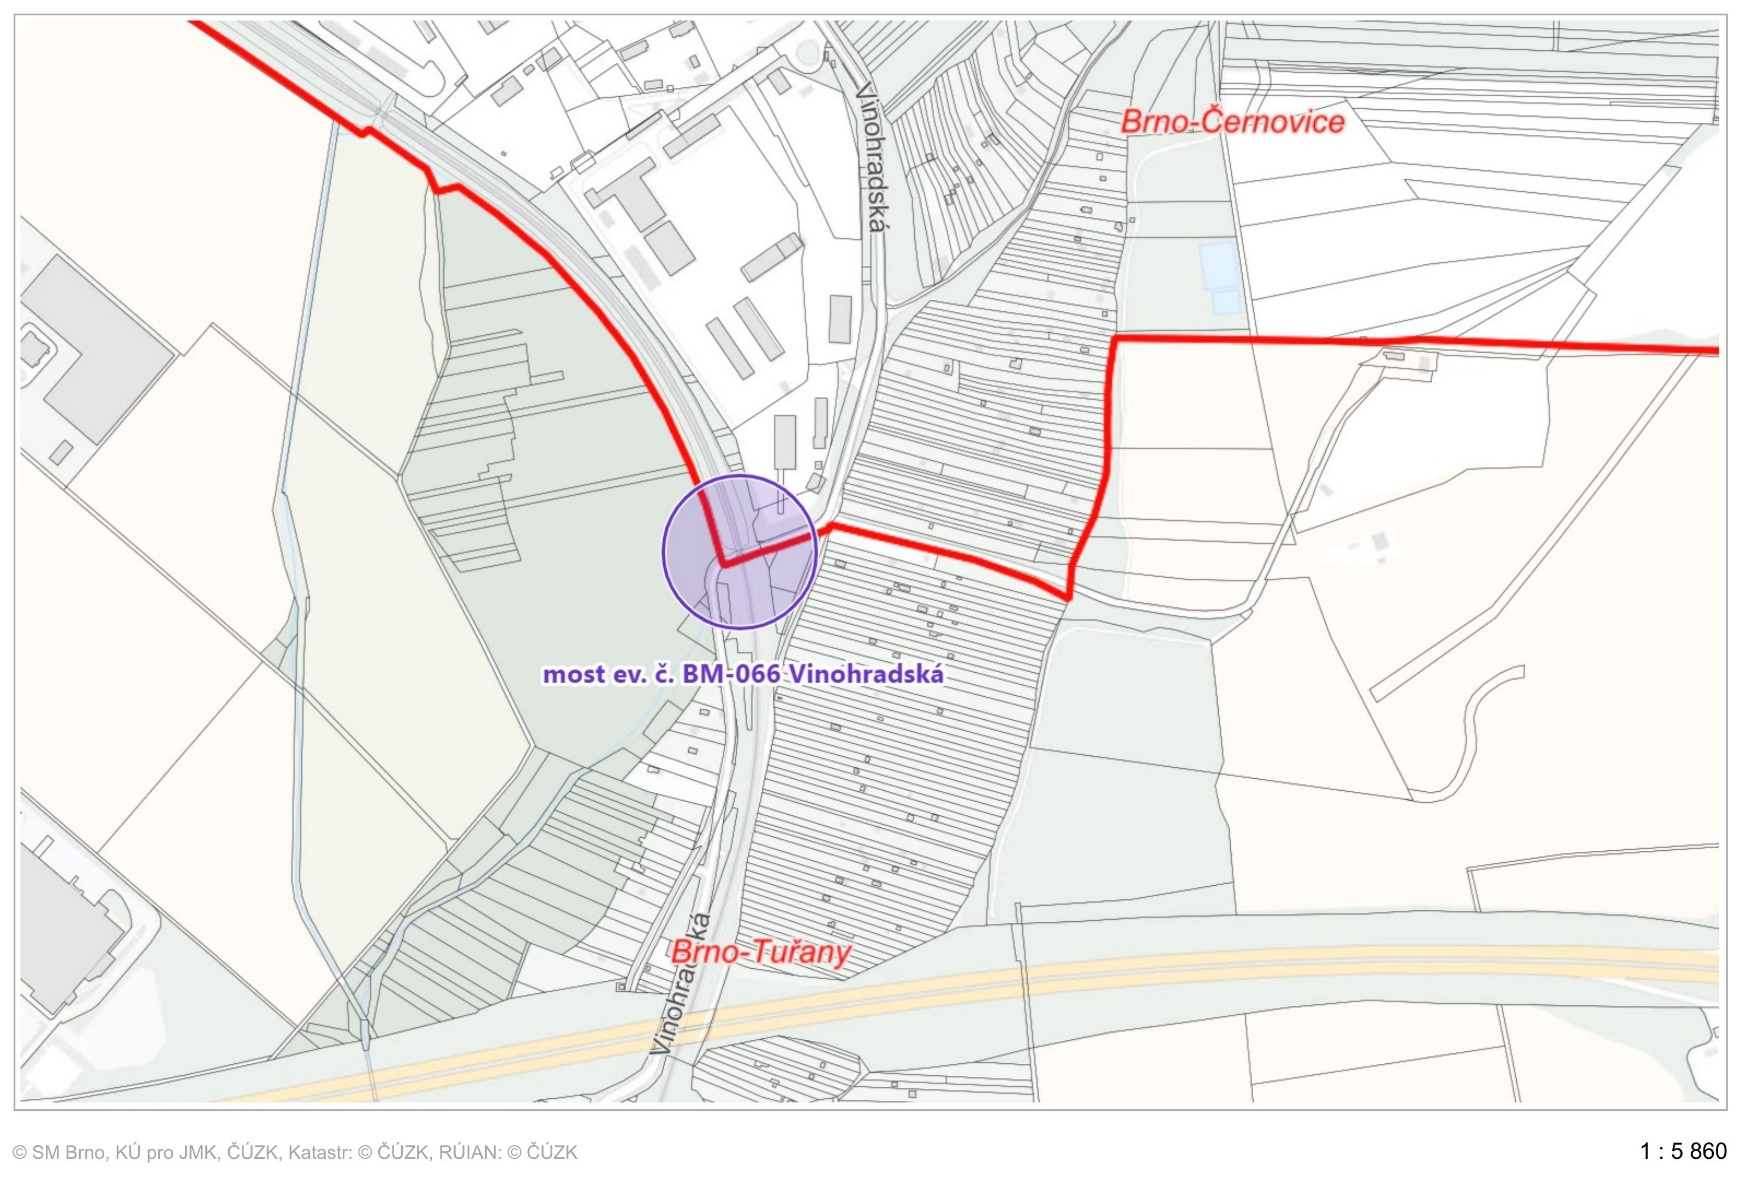 Vinohradská
Brno-Černovice
most ev. č. BM-066 Vinohradská
Brno-Tuřany
Vinohradská
© SM Brno, KÚ pro JMK, ČÚZK, Katastr: © ČÚZK, RÚIAN: © ČÚZK
1 : 5 860